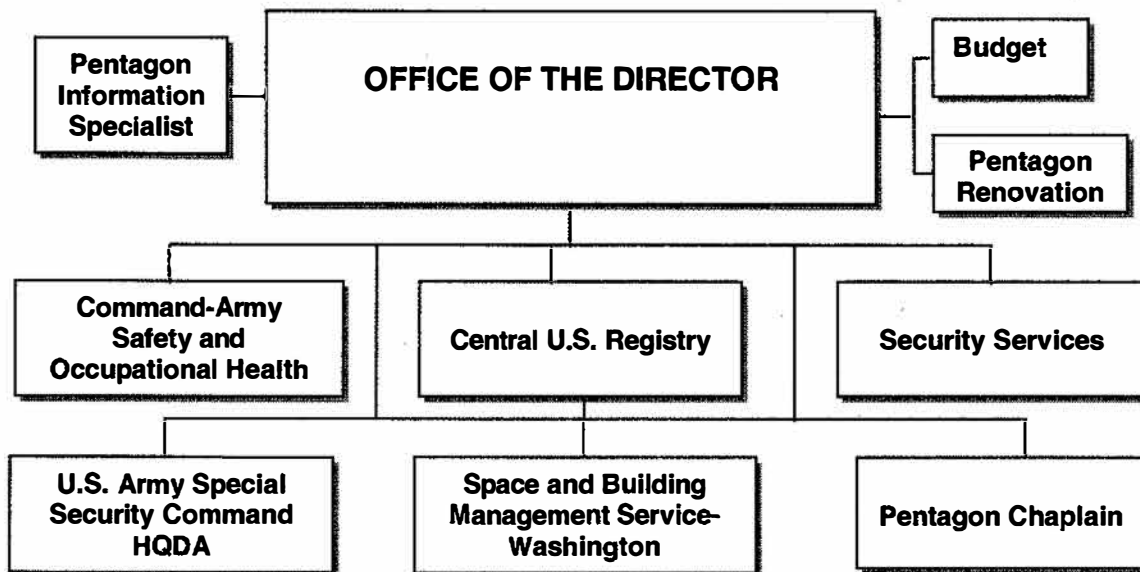 Pentagon
Information
Specialist
OFFICE OF THE DIRECTOR
Budget
Pentagon
Renovation
Command-Army
Safety and
Occupational Health
Central U.S. Registry
Security Services
U.S. Army Special
Security Command
HQDA
Space and Building
Management Service-
Washington
Pentagon Chaplain